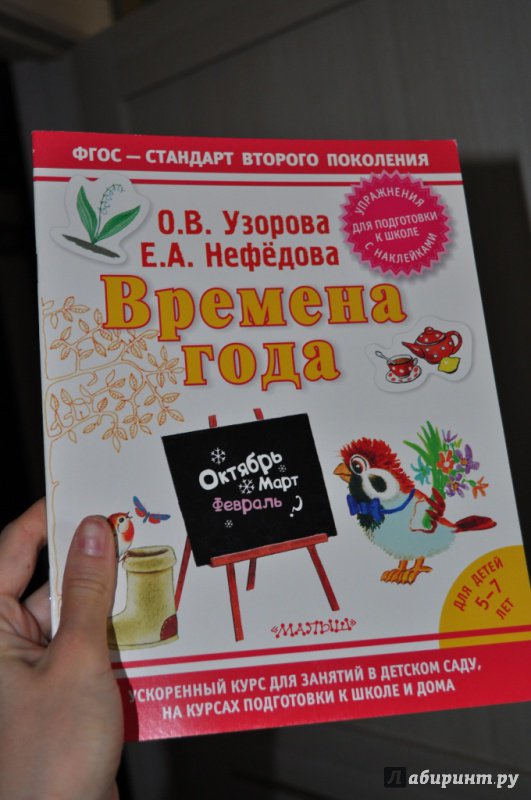 ФГОС — СТАНДАРТ ВТОРОГО ПОКОЛЕНИЯ
О.В. Узорова
Е.А. Нефёдова
УПРАЖНЕНИЯ
ДЛЯ ПОДГОТОВКИ
К ШКОЛЕ
С НАКЛЕЙКАМИ
Времена
года
Октябрь
Март
Февраль ?
«МАЛЫШ»
ДЛЯ ДЕТЕЙ
5–7
ЛЕТ
УСКОРЕННЫЙ КУРС ДЛЯ ЗАНЯТИЙ В ДЕТСКОМ САДУ,
НА КУРСАХ ПОДГОТОВКИ К ШКОЛЕ И ДОМА
Лабиринт.ру